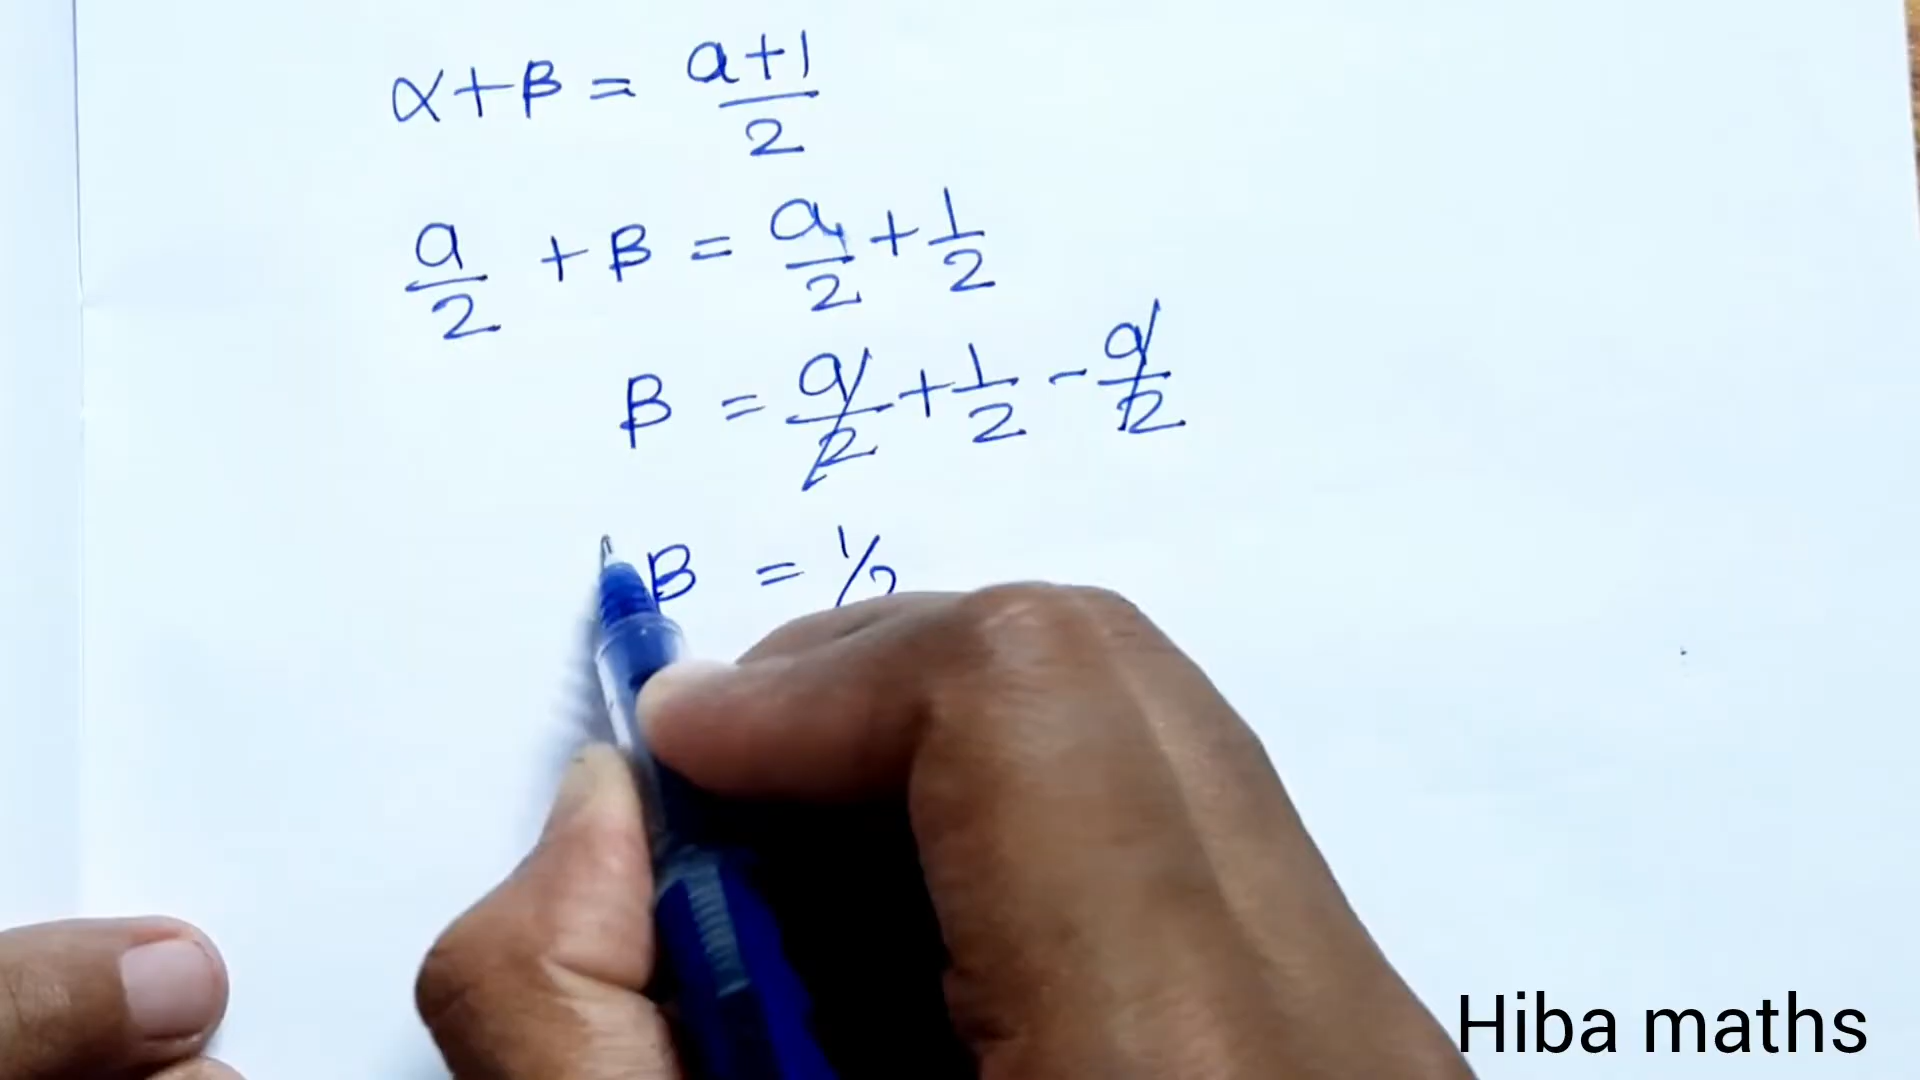 α+β = a+1/2
a/2 + β = a/2 + 1/2
β = a/2 + 1/2 - a/2
β = 1/2
Hiba maths